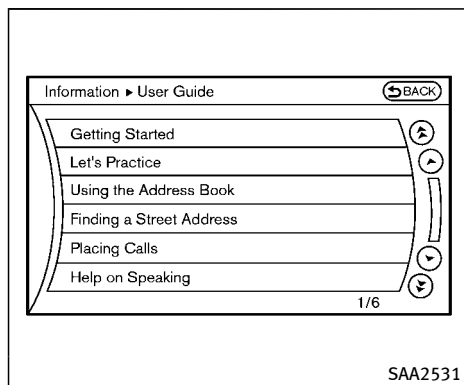 Information ▸ User Guide
BACK
Getting Started
Let's Practice
Using the Address Book
Finding a Street Address
Placing Calls
Help on Speaking
1/6
SAA2531